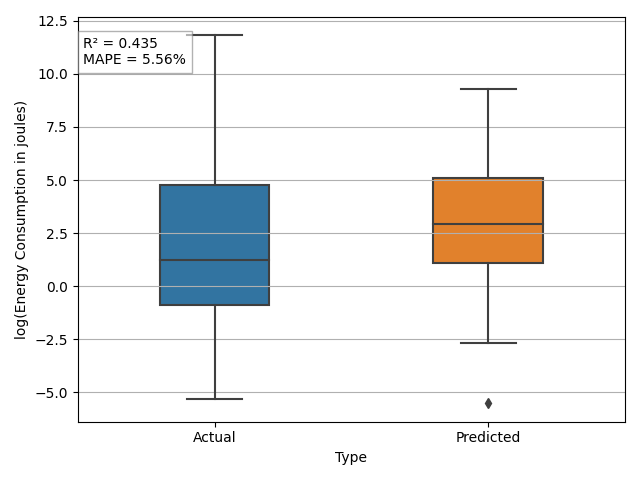 R² = 0.435
MAPE = 5.56%
12.5
10.0
7.5
5.0
2.5
0.0
−2.5
−5.0
log(Energy Consumption in joules)
Actual
Predicted
Type